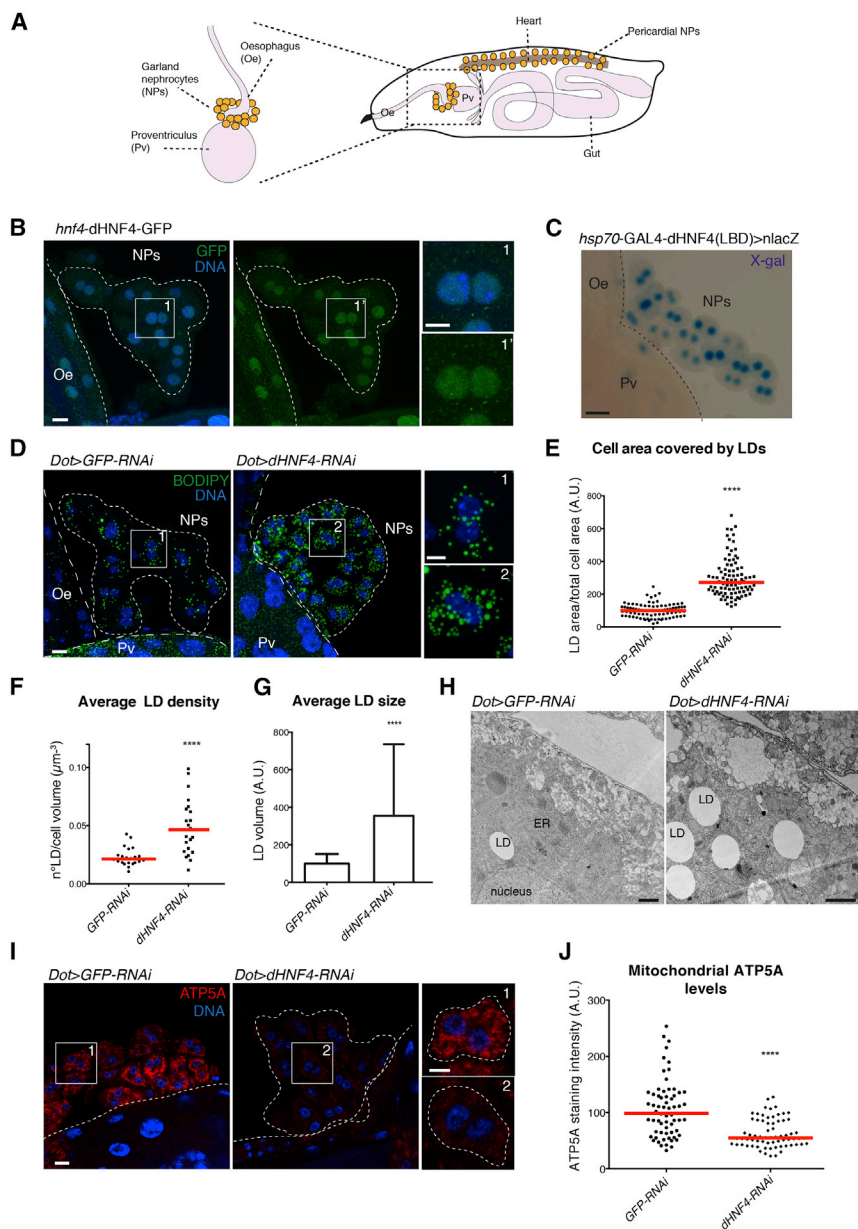 A
Heart
Pericardial NPs
Oesophagus
(Oe)
Garland
nephrocytes
(NPs)
Proventriculus
(Pv)
Oe
Pv
Gut
B
hnf4-dHNF4-GFP
GFP
DNA
NPs
1
Oe
1'
1
1'
C
hsp70-GAL4-dHNF4(LBD)>nlacZ
X-gal
Oe
NPs
Pv
D
Dot>GFP-RNAi
Dot>dHNF4-RNAi
BODIPY
DNA
NPs
1
Oe
Pv
2
NPs
Pv
1
2
E
Cell area covered by LDs
LD area/total cell area (A.U.)
800
600
400
200
0
****
GFP-RNAi
dHNF4-RNAi
F
Average LD density
n°LD/cell volume (µm-³)
0.10
0.05
0.00
****
GFP-RNAi
dHNF4-RNAi
G
Average LD size
LD volume (A.U.)
800
600
400
200
0
****
GFP-RNAi
dHNF4-RNAi
H
Dot>GFP-RNAi
Dot>dHNF4-RNAi
ER
LD
nucleus
LD
LD
I
Dot>GFP-RNAi
Dot>dHNF4-RNAi
ATP5A
DNA
1
2
1
2
J
Mitochondrial ATP5A
levels
ATP5A staining intensity (A.U.)
300
200
100
0
****
GFP-RNAi
dHNF4-RNAi